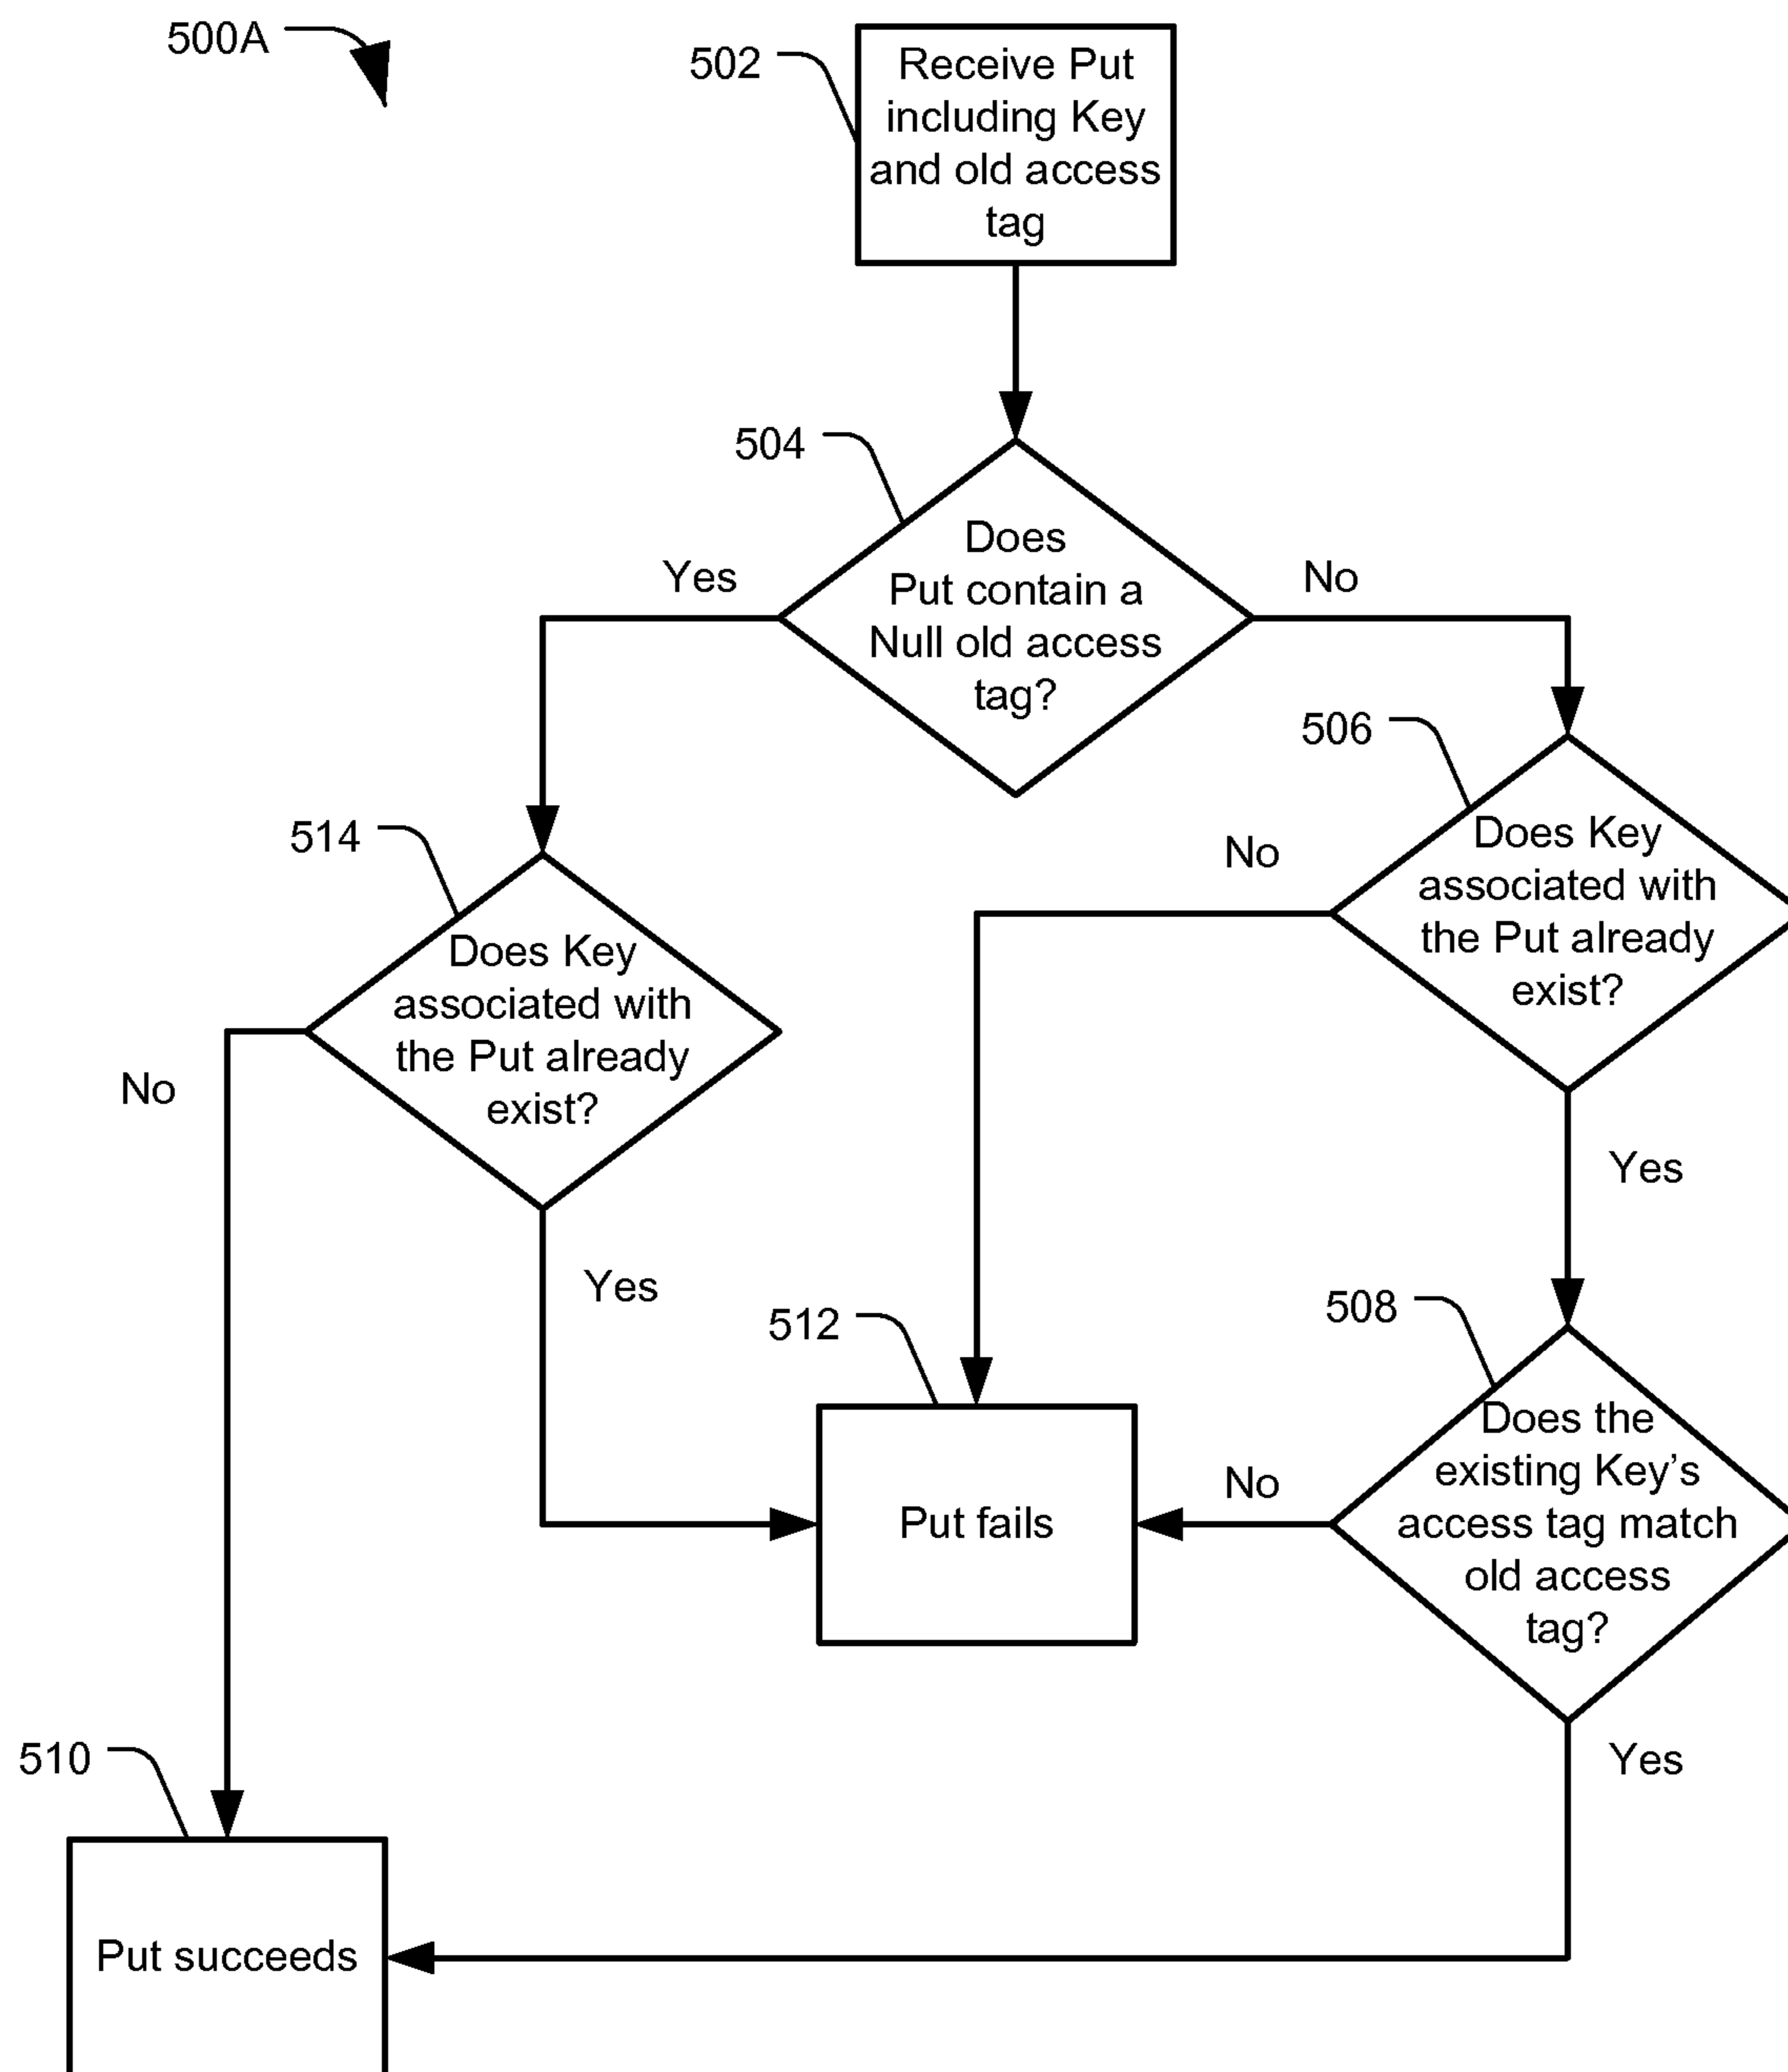 500A
502
Receive Put
including Key
and old access
tag
504
Does
Put contain a
Null old access
tag?
Yes
No
506
Does Key
associated with
the Put already
exist?
No
Yes
514
Does Key
associated with
the Put already
exist?
No
Yes
512
Put fails
508
Does the
existing Key's
access tag match
old access
tag?
No
Yes
510
Put succeeds